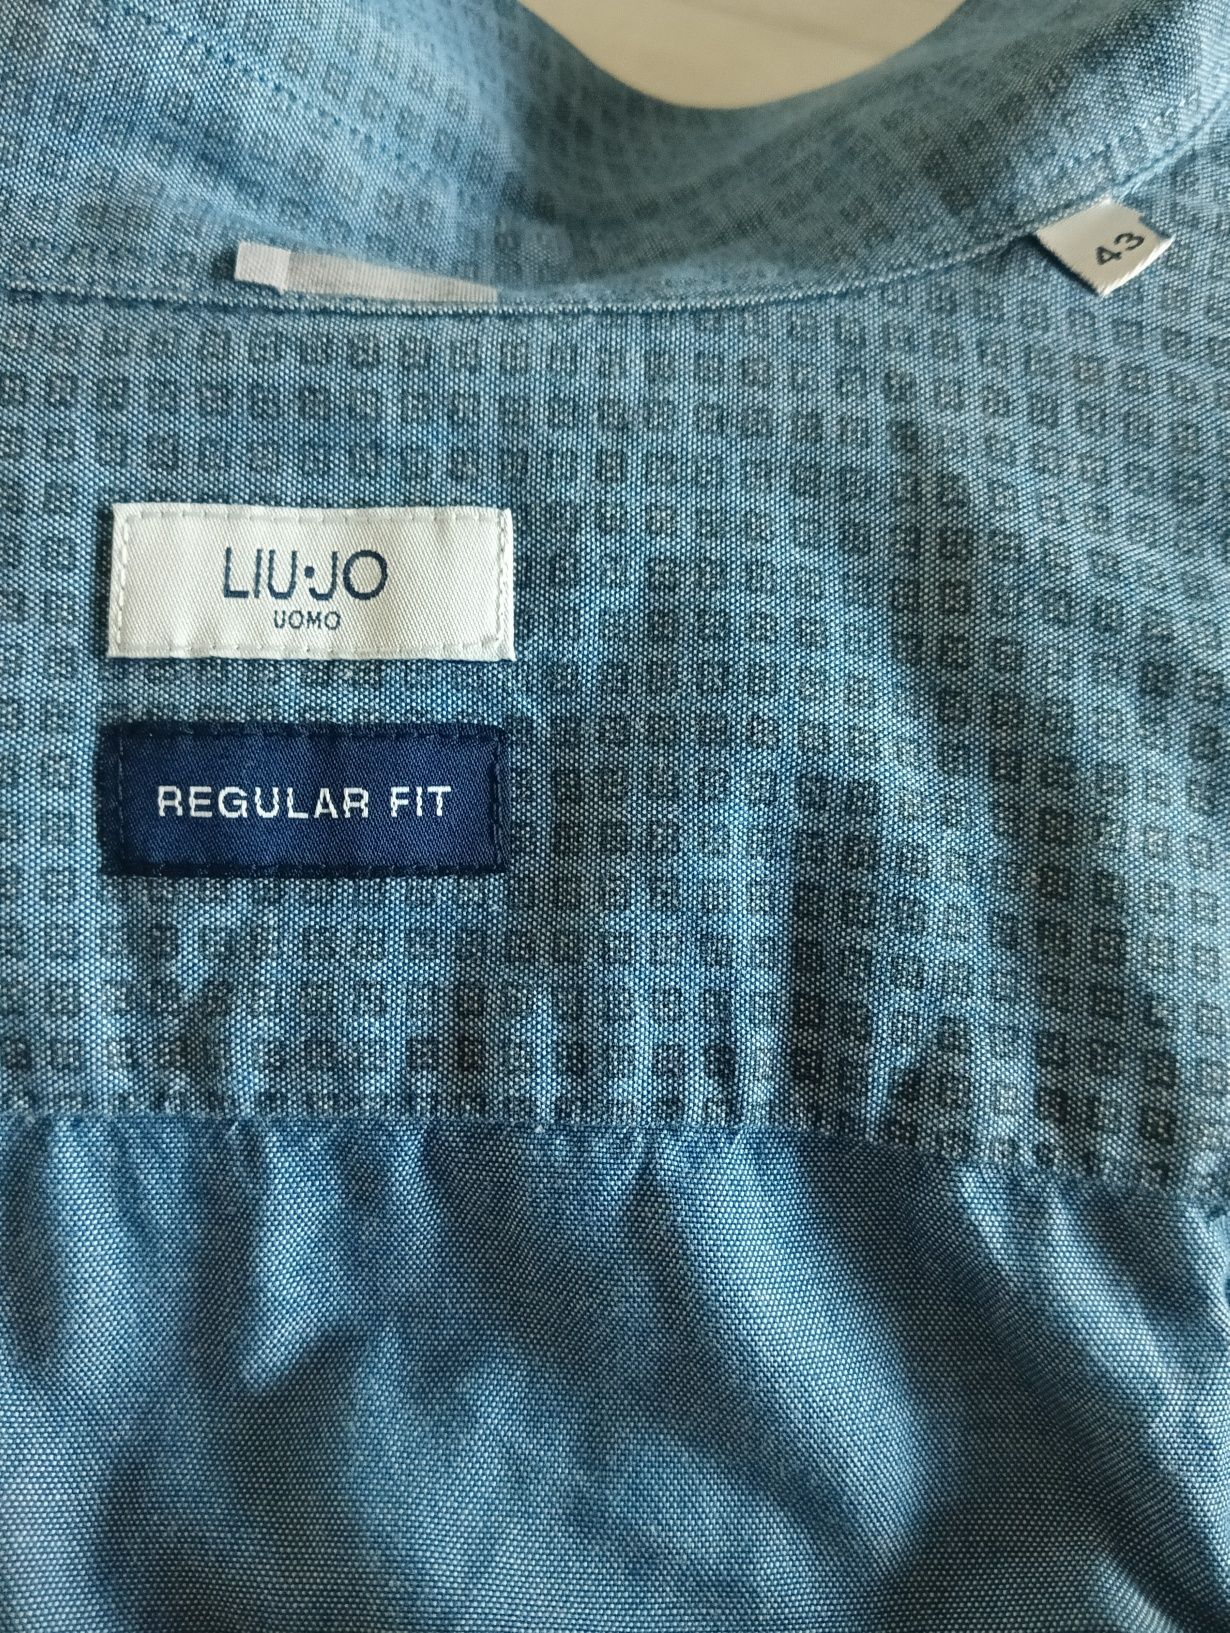 43
LIU·JO
UOMO
REGULAR FIT